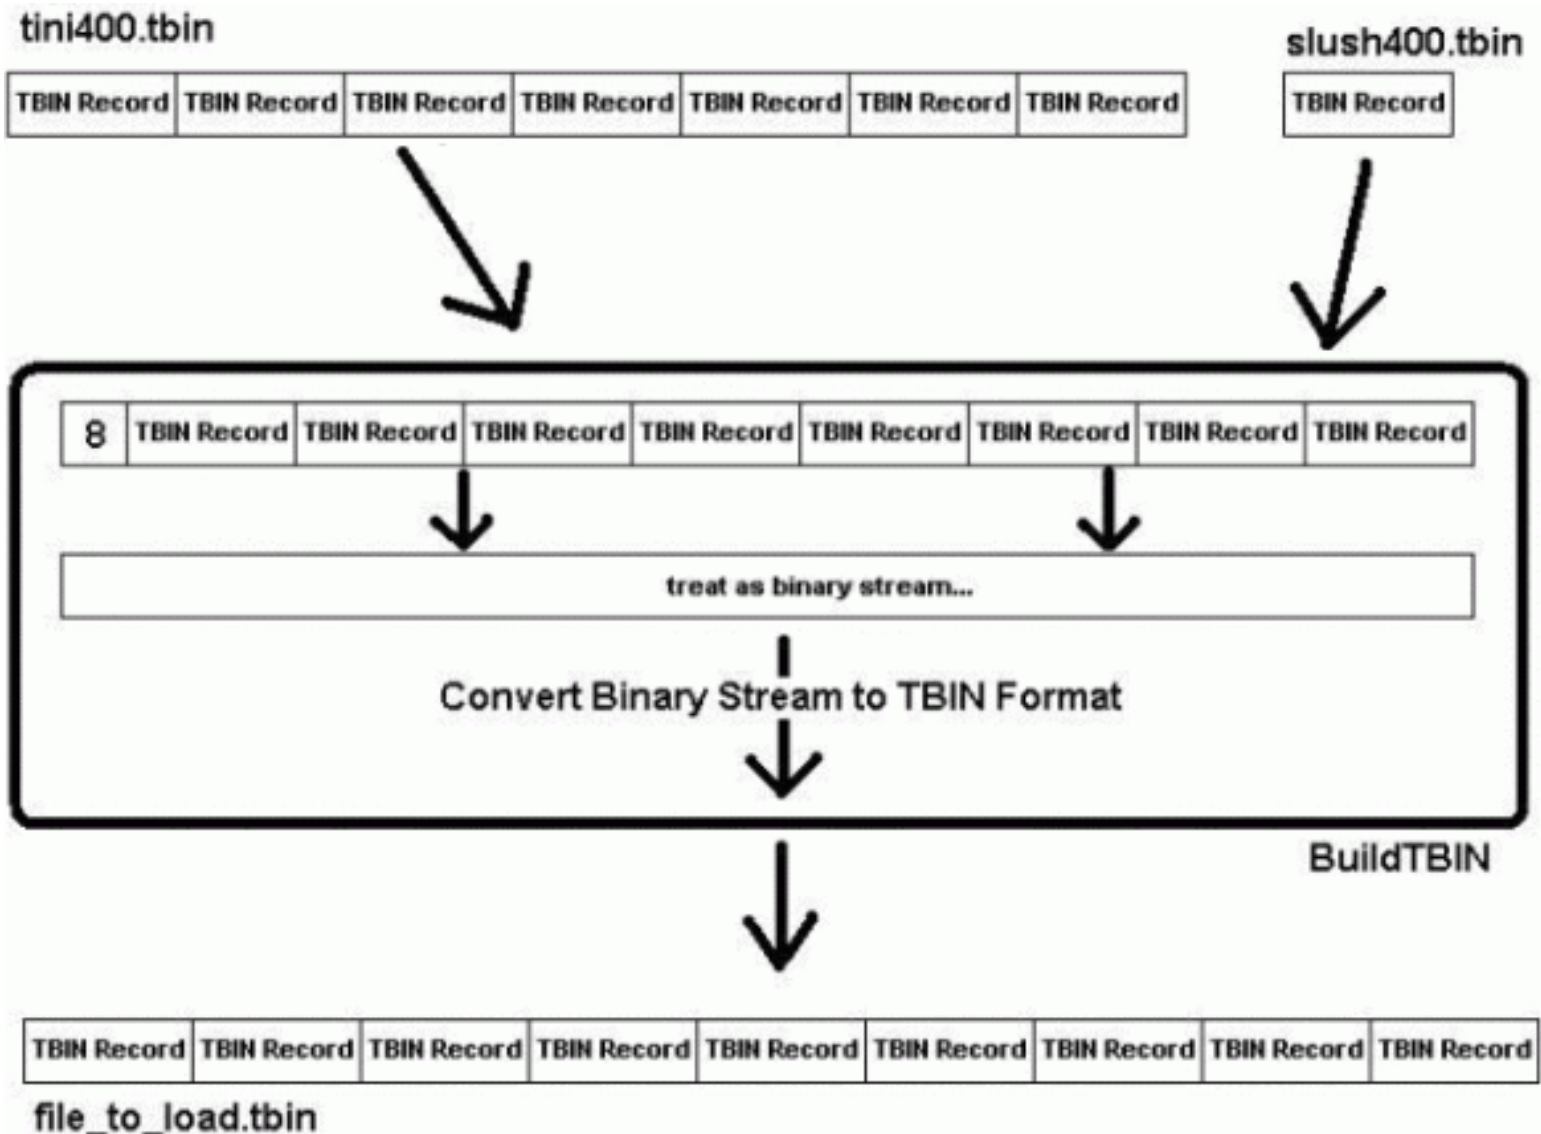 tini400.tbin
slush400.tbin
TBIN Record TBIN Record TBIN Record TBIN Record TBIN Record TBIN Record TBIN Record
TBIN Record
8 TBIN Record TBIN Record TBIN Record TBIN Record TBIN Record TBIN Record TBIN Record TBIN Record
treat as binary stream...
Convert Binary Stream to TBIN Format
BuildTBIN
TBIN Record TBIN Record TBIN Record TBIN Record TBIN Record TBIN Record TBIN Record TBIN Record TBIN Record
file_to_load.tbin